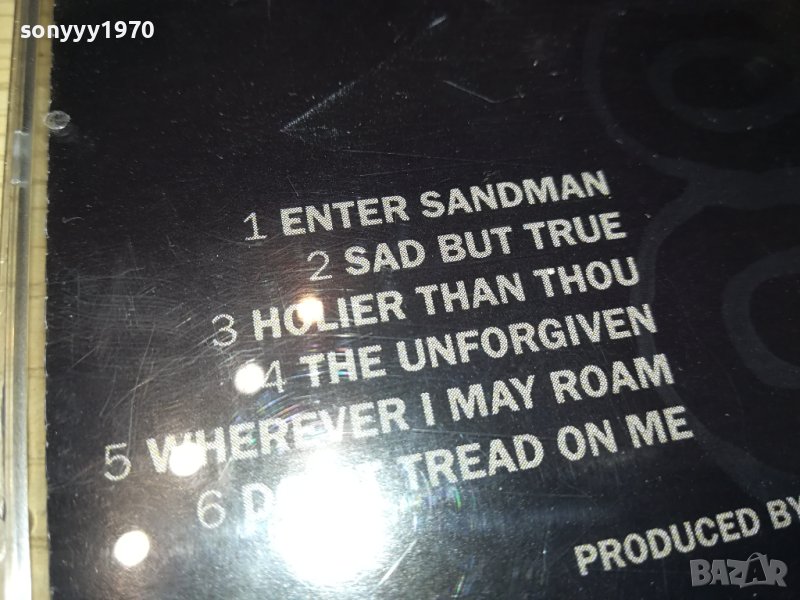 sonyyy1970
1 ENTER SANDMAN
2 SAD BUT TRUE
3 HOLIER THAN THOU
4 THE UNFORGIVEN
5 WHEREVER I MAY ROAM
6 TREAD ON ME
PRODUCED BY
BAZAR